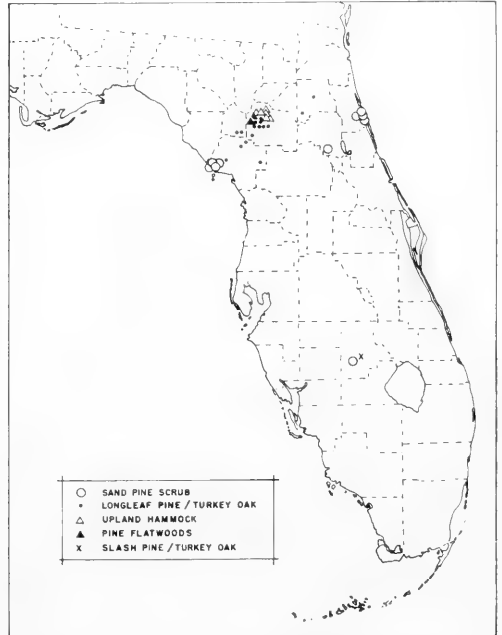 SAND PINE SCRUB
LONGLEAF PINE / TURKEY OAK
UPLAND HAMMOCK
PINE FLATWOODS
X SLASH PINE / TURKEY OAK
X